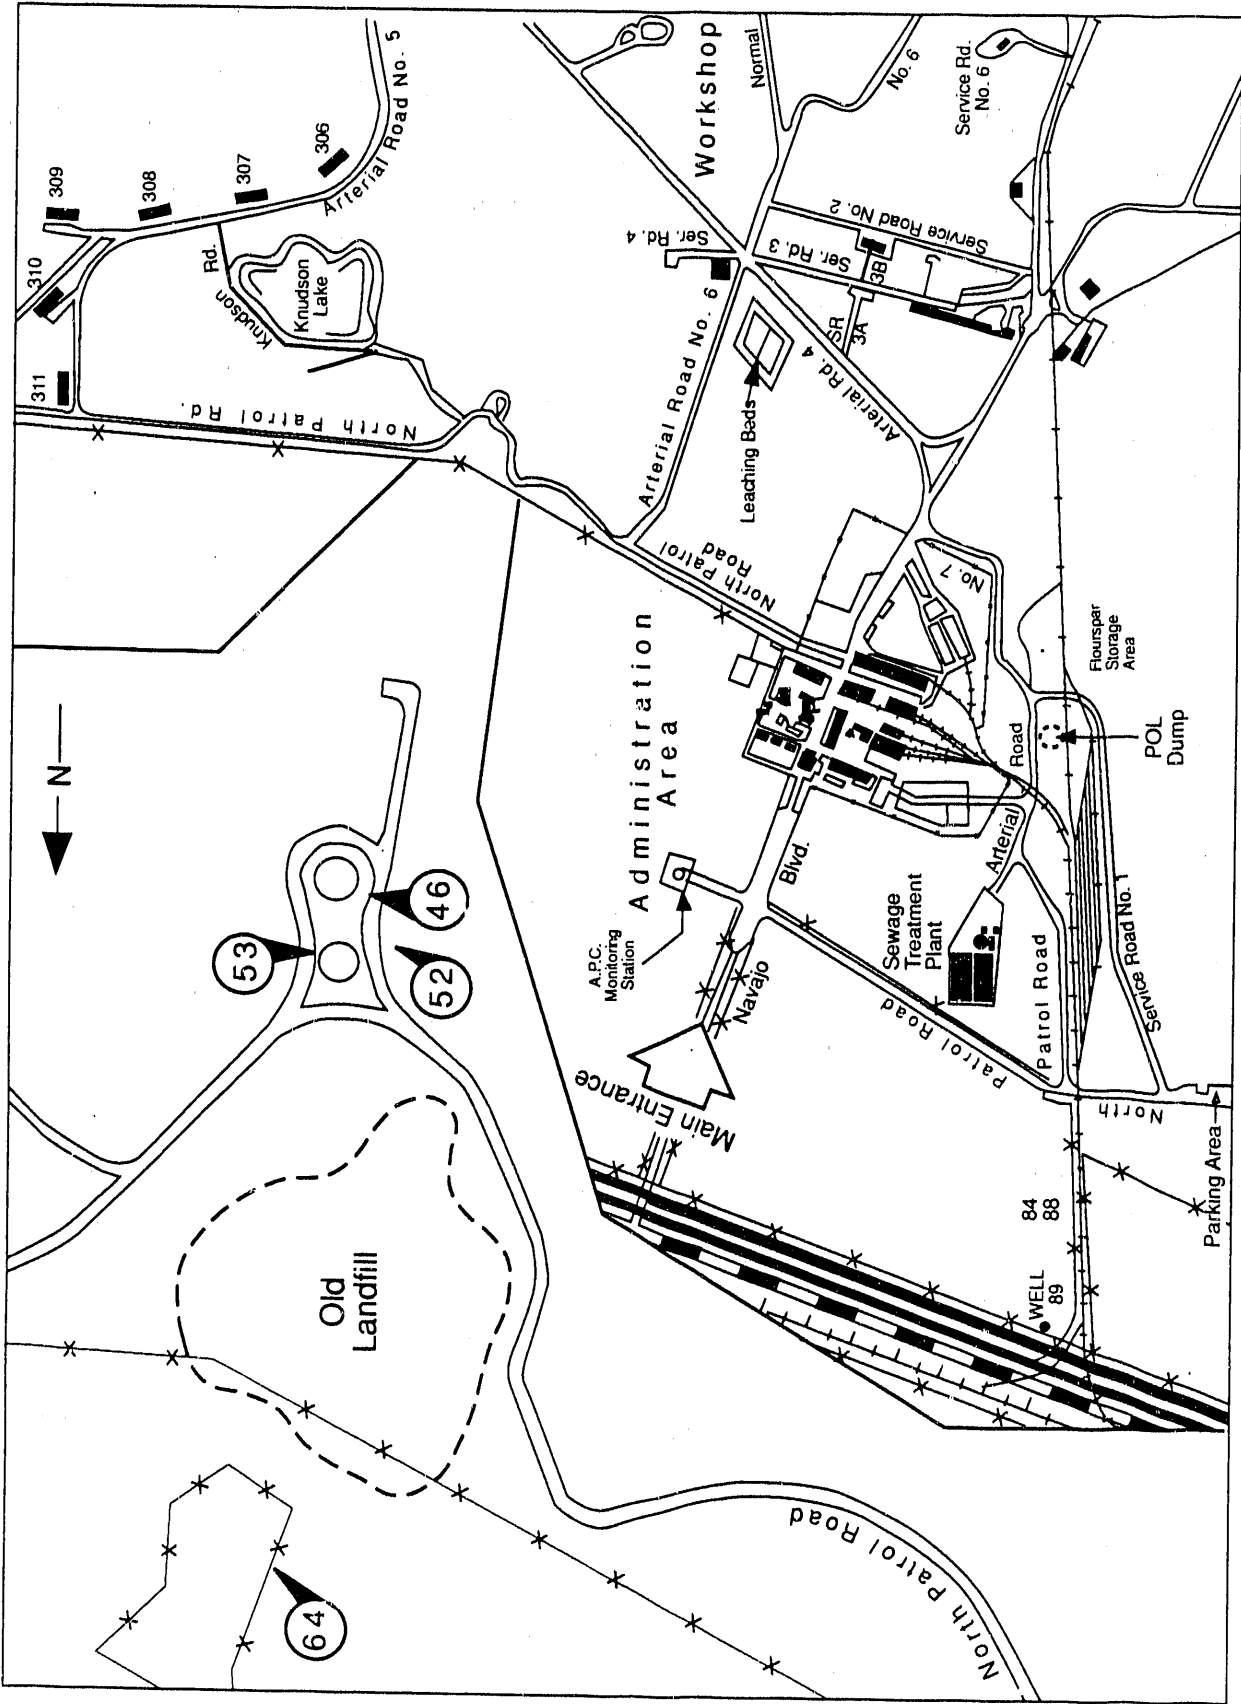 309
308
307
306
310
311
Arterial Road No. 5
Knudson
Rd.
Knudson
Lake
North Patrol Rd.
Workshop
Normal
No. 6
Service Rd.
No. 6
Ser. Rd. 4
Ser. Rd. 3
3B
Service Road No. 2
SR
3A
Arterial Road No. 6
Arterial Rd. 4
Leaching Beds
North Patrol
Road
N
53
46
52
Administration
Area
A.P.C.
Monitoring
Station
Navajo
Blvd.
Main Entrance
No. 7
Road
Arterial
Flourspar
Storage
Area
POL
Dump
Sewage
Treatment
Plant
Patrol Road
Patrol Road
Service Road No. 1
North
Parking Area
84
88
WELL
89
Old
Landfill
64
North Patrol Road